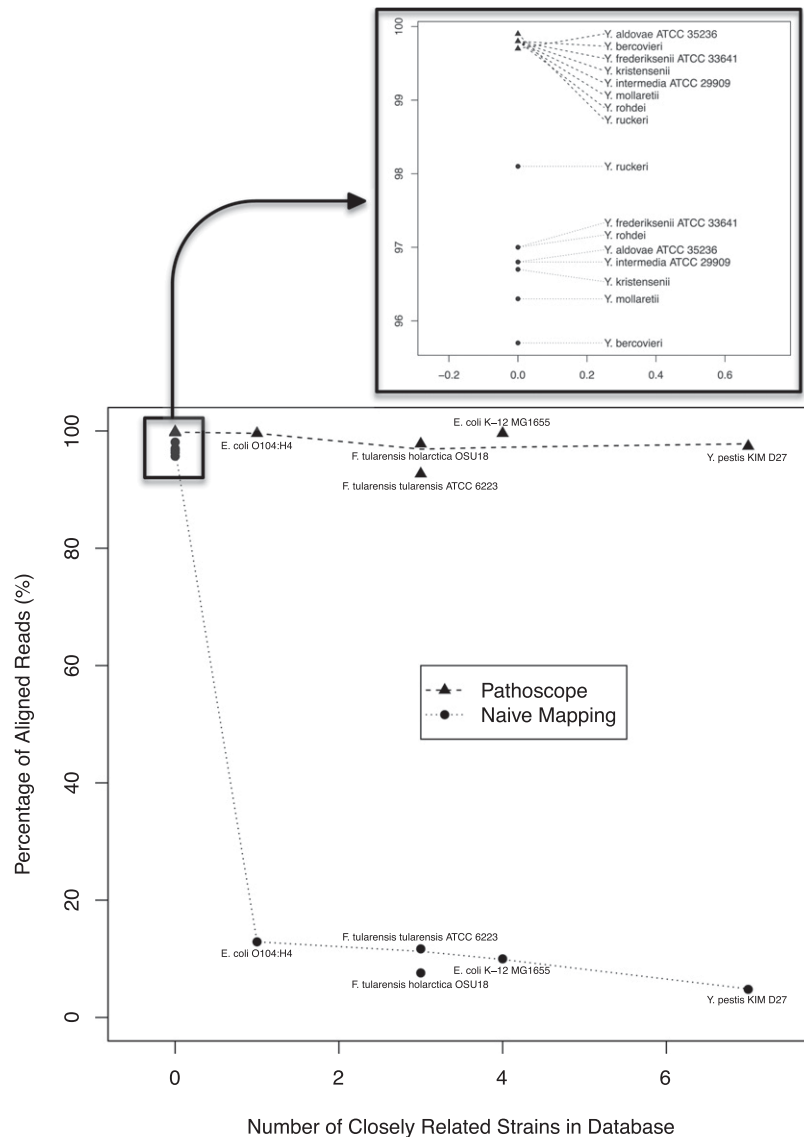 100
99
98
97
96
Y. aldovae ATCC 35236
Y. bercovieri
Y. frederiksenii ATCC 33641
Y. kristensenii
Y. intermedia ATCC 29909
Y. mollaretii
Y. rohdei
Y. ruckeri
Y. ruckeri
Y. frederiksenii ATCC 33641
Y. rohdei
Y. aldovae ATCC 35236
Y. intermedia ATCC 29909
Y. kristensenii
Y. mollaretii
Y. bercovieri
−0.2 0.0 0.2 0.4 0.6
Percentage of Aligned Reads (%)
100
80
60
40
20
0
E. coli K−12 MG1655
E. coli O104:H4
F. tularensis holarctica OSU18
Y. pestis KIM D27
F. tularensis tularensis ATCC 6223
Pathoscope
Naive Mapping
F. tularensis tularensis ATCC 6223
E. coli O104:H4
E. coli K−12 MG1655
F. tularensis holarctica OSU18
Y. pestis KIM D27
0 2 4 6
Number of Closely Related Strains in Database